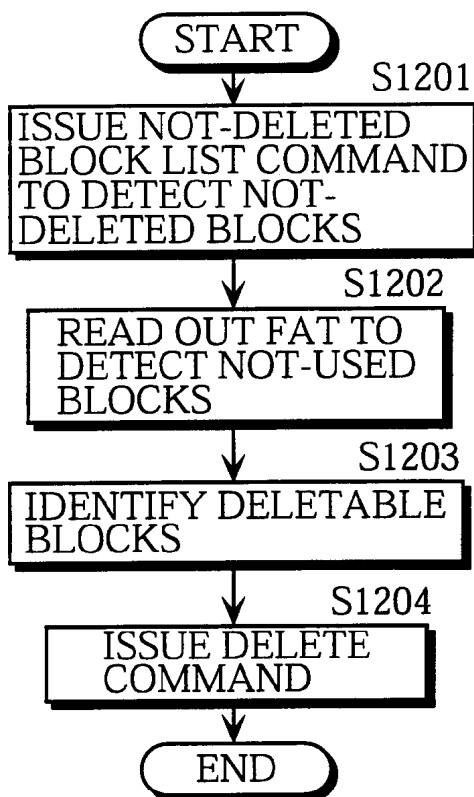 START
S1201
ISSUE NOT-DELETED
BLOCK LIST COMMAND
TO DETECT NOT-
DELETED BLOCKS
S1202
READ OUT FAT TO
DETECT NOT-USED
BLOCKS
S1203
IDENTIFY DELETABLE
BLOCKS
S1204
ISSUE DELETE
COMMAND
END